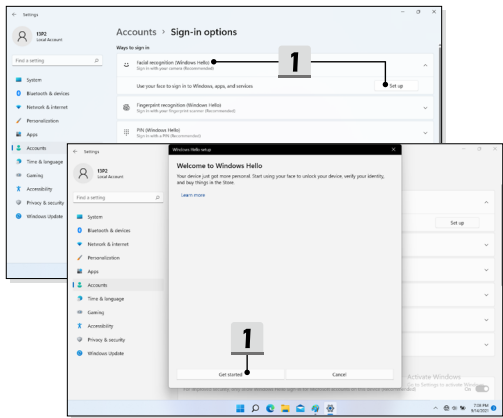 Settings
13P2
Local Account
Find a setting
System
Bluetooth & devices
Network & internet
Personalization
Apps
Accounts
Time & language
Gaming
Accessibility
Privacy & security
Windows Update
Accounts > Sign-in options
Ways to sign in
Facial recognition (Windows Hello)
Sign in with your camera (Recommended)
1
Use your face to sign in to Windows, apps, and services
Set up
Fingerprint recognition (Windows Hello)
Sign in with your fingerprint scanner (Recommended)
PIN (Windows Hello)
Sign in with a PIN (Recommended)
Settings
13P2
Local Account
Find a setting
System
Bluetooth & devices
Network & internet
Personalization
Apps
Accounts
Time & language
Gaming
Accessibility
Privacy & security
Windows Update
Windows Hello setup
Welcome to Windows Hello
Your device just got more personal. Start using your face to unlock your device, verify your identity,
and buy things in the Store.
Learn more
1
Get started
Cancel
Set up
Activate Windows
Go to Settings to activate Windows.
On